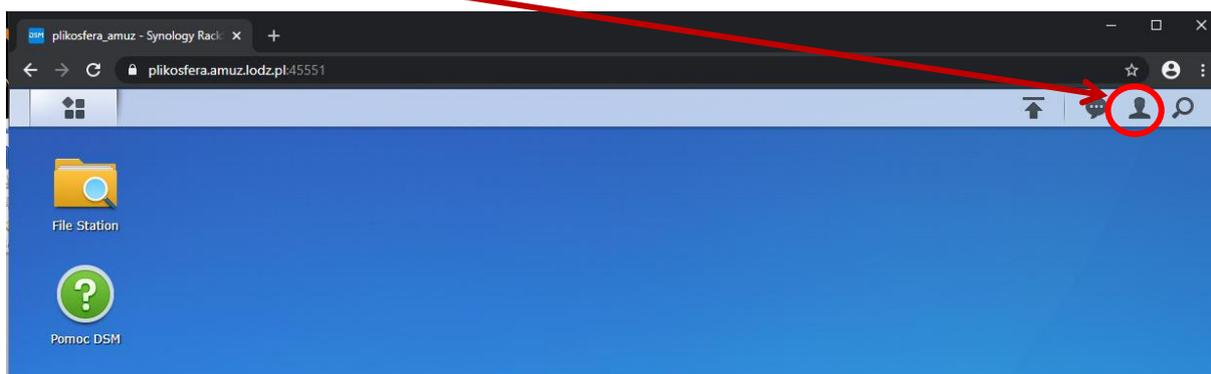 DSM plikosfera_amuz - Synology Rack
plikosfera.amuz.lodz.pl:45551
File Station
Pomoc DSM